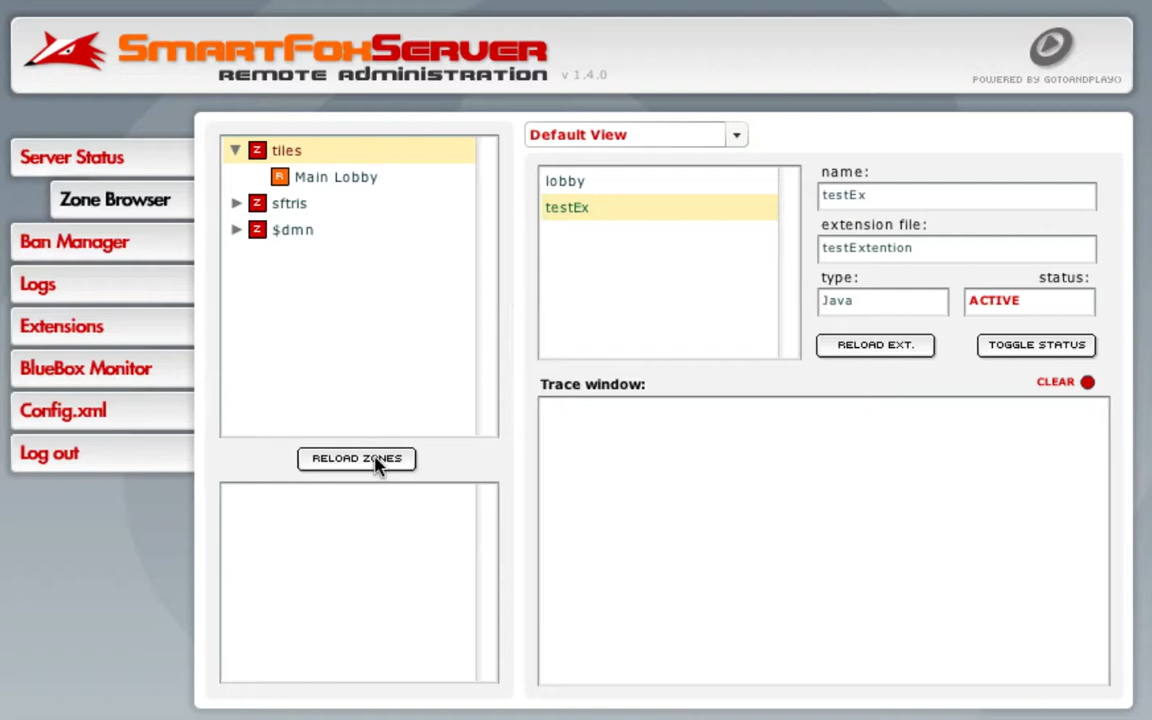 SmartFoxServer
REMOTE ADMINISTRATION v 1.4.0
POWERED BY GOTOANDPLAY()
Server Status
Zone Browser
Ban Manager
Logs
Extensions
BlueBox Monitor
Config.xml
Log out
Z tiles
R Main Lobby
Z sftris
Z $dmn
RELOAD ZONES
Default View
lobby
testEx
name:
testEx
extension file:
testExtention
type:
status:
Java
ACTIVE
RELOAD EXT.
TOGGLE STATUS
Trace window:
CLEAR